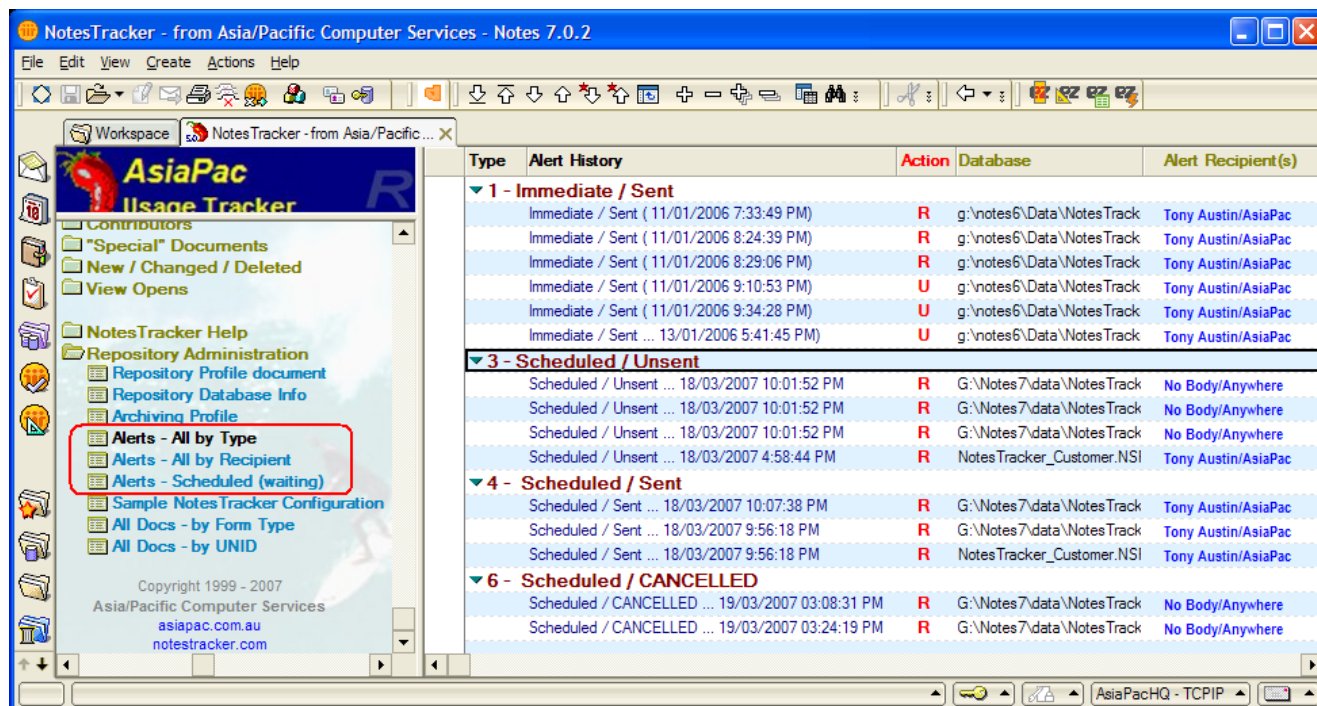 NotesTracker - from Asia/Pacific Computer Services - Notes 7.0.2
File Edit View Create Actions Help
Workspace NotesTracker - from Asia/Pacific ...
AsiaPac
Usage Tracker
Contributors
"Special" Documents
New / Changed / Deleted
View Opens
NotesTracker Help
Repository Administration
Repository Profile document
Repository Database Info
Archiving Profile
Alerts - All by Type
Alerts - All by Recipient
Alerts - Scheduled (waiting)
Sample NotesTracker Configuration
All Docs - by Form Type
All Docs - by UNID
Copyright 1999 - 2007
Asia/Pacific Computer Services
asiapac.com.au
notestracker.com
Type Alert History Action Database Alert Recipient(s)
1 - Immediate / Sent
Immediate / Sent ( 11/01/2006 7:33:49 PM) R g:\notes6\Data\NotesTrack Tony Austin/AsiaPac
Immediate / Sent ( 11/01/2006 8:24:39 PM) R g:\notes6\Data\NotesTrack Tony Austin/AsiaPac
Immediate / Sent ( 11/01/2006 8:29:06 PM) R g:\notes6\Data\NotesTrack Tony Austin/AsiaPac
Immediate / Sent ( 11/01/2006 9:10:53 PM) U g:\notes6\Data\NotesTrack Tony Austin/AsiaPac
Immediate / Sent ( 11/01/2006 9:34:28 PM) U g:\notes6\Data\NotesTrack Tony Austin/AsiaPac
Immediate / Sent ... 13/01/2006 5:41:45 PM) U g:\notes6\Data\NotesTrack Tony Austin/AsiaPac
3 - Scheduled / Unsent
Scheduled / Unsent ... 18/03/2007 10:01:52 PM R G:\Notes7\data\NotesTrack No Body/Anywhere
Scheduled / Unsent ... 18/03/2007 10:01:52 PM R G:\Notes7\data\NotesTrack No Body/Anywhere
Scheduled / Unsent ... 18/03/2007 10:01:52 PM R G:\Notes7\data\NotesTrack No Body/Anywhere
Scheduled / Unsent ... 18/03/2007 4:58:44 PM R NotesTracker_Customer.NSI Tony Austin/AsiaPac
4 - Scheduled / Sent
Scheduled / Sent ... 18/03/2007 10:07:38 PM R G:\Notes7\data\NotesTrack Tony Austin/AsiaPac
Scheduled / Sent ... 18/03/2007 9:56:18 PM R G:\Notes7\data\NotesTrack Tony Austin/AsiaPac
Scheduled / Sent ... 18/03/2007 9:56:18 PM R NotesTracker_Customer.NSI Tony Austin/AsiaPac
6 - Scheduled / CANCELLED
Scheduled / CANCELLED ... 19/03/2007 03:08:31 PM R G:\Notes7\data\NotesTrack No Body/Anywhere
Scheduled / CANCELLED ... 19/03/2007 03:24:19 PM R G:\Notes7\data\NotesTrack No Body/Anywhere
AsiaPacHQ - TCPIP